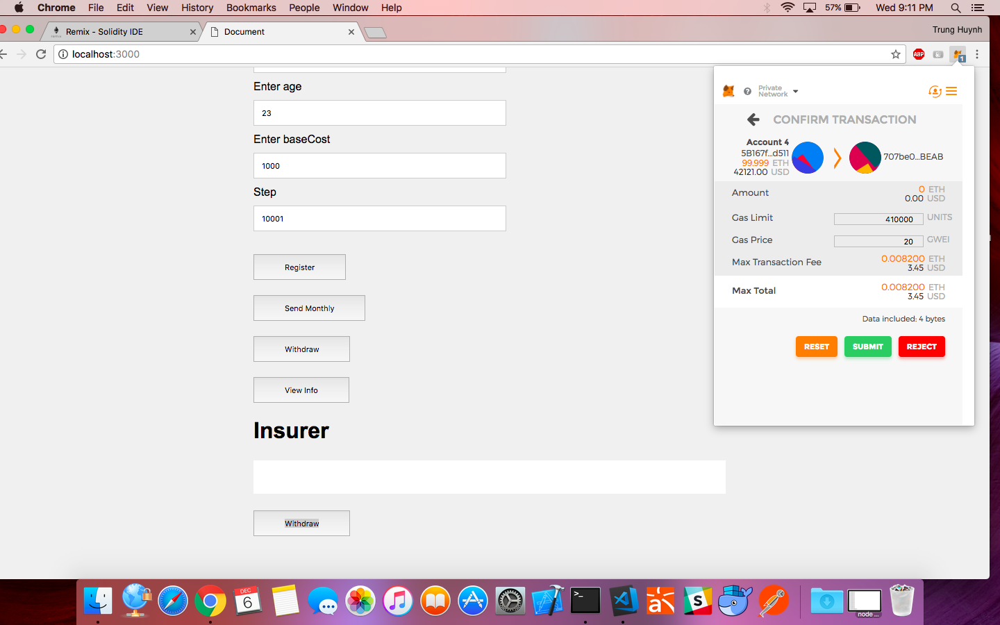 Chrome File Edit View History Bookmarks People Window Help 57% Wed 9:11 PM
Remix - Solidity IDE Document Trung Huynh
localhost:3000 ABP 1
Enter age
23
Enter baseCost
1000
Step
10001
Register
Send Monthly
Withdraw
View Info
Insurer
Withdraw
Private
Network
CONFIRM TRANSACTION
Account 4
5B167f...d511
99.999 ETH
42121.00 USD
707be0...BEAB
Amount 0 ETH
0.00 USD
Gas Limit 410000 UNITS
Gas Price 20 GWEI
Max Transaction Fee 0.008200 ETH
3.45 USD
Max Total 0.008200 ETH
3.45 USD
Data included: 4 bytes
RESET SUBMIT REJECT
DEC
6
node ...